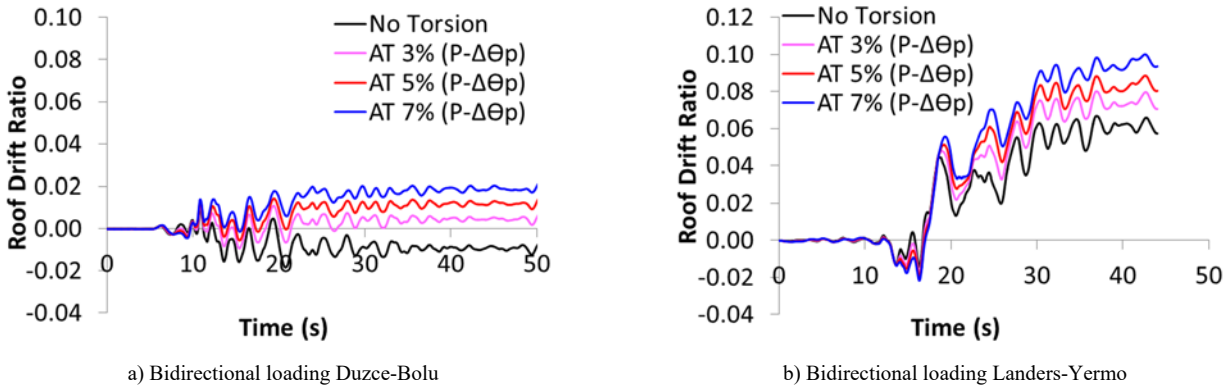 Roof Drift Ratio
0.10
0.08
0.06
0.04
0.02
0.00
-0.02
-0.04
0
10
20
30
40
50
Time (s)
No Torsion
AT 3% (P-ΔΘp)
AT 5% (P-ΔΘp)
AT 7% (P-ΔΘp)
a) Bidirectional loading Duzce-Bolu
Roof Drift Ratio
0.12
0.10
0.08
0.06
0.04
0.02
0.00
-0.02
-0.04
0
10
20
30
40
50
Time (s)
No Torsion
AT 3% (P-ΔΘp)
AT 5% (P-ΔΘp)
AT 7% (P-ΔΘp)
b) Bidirectional loading Landers-Yermo